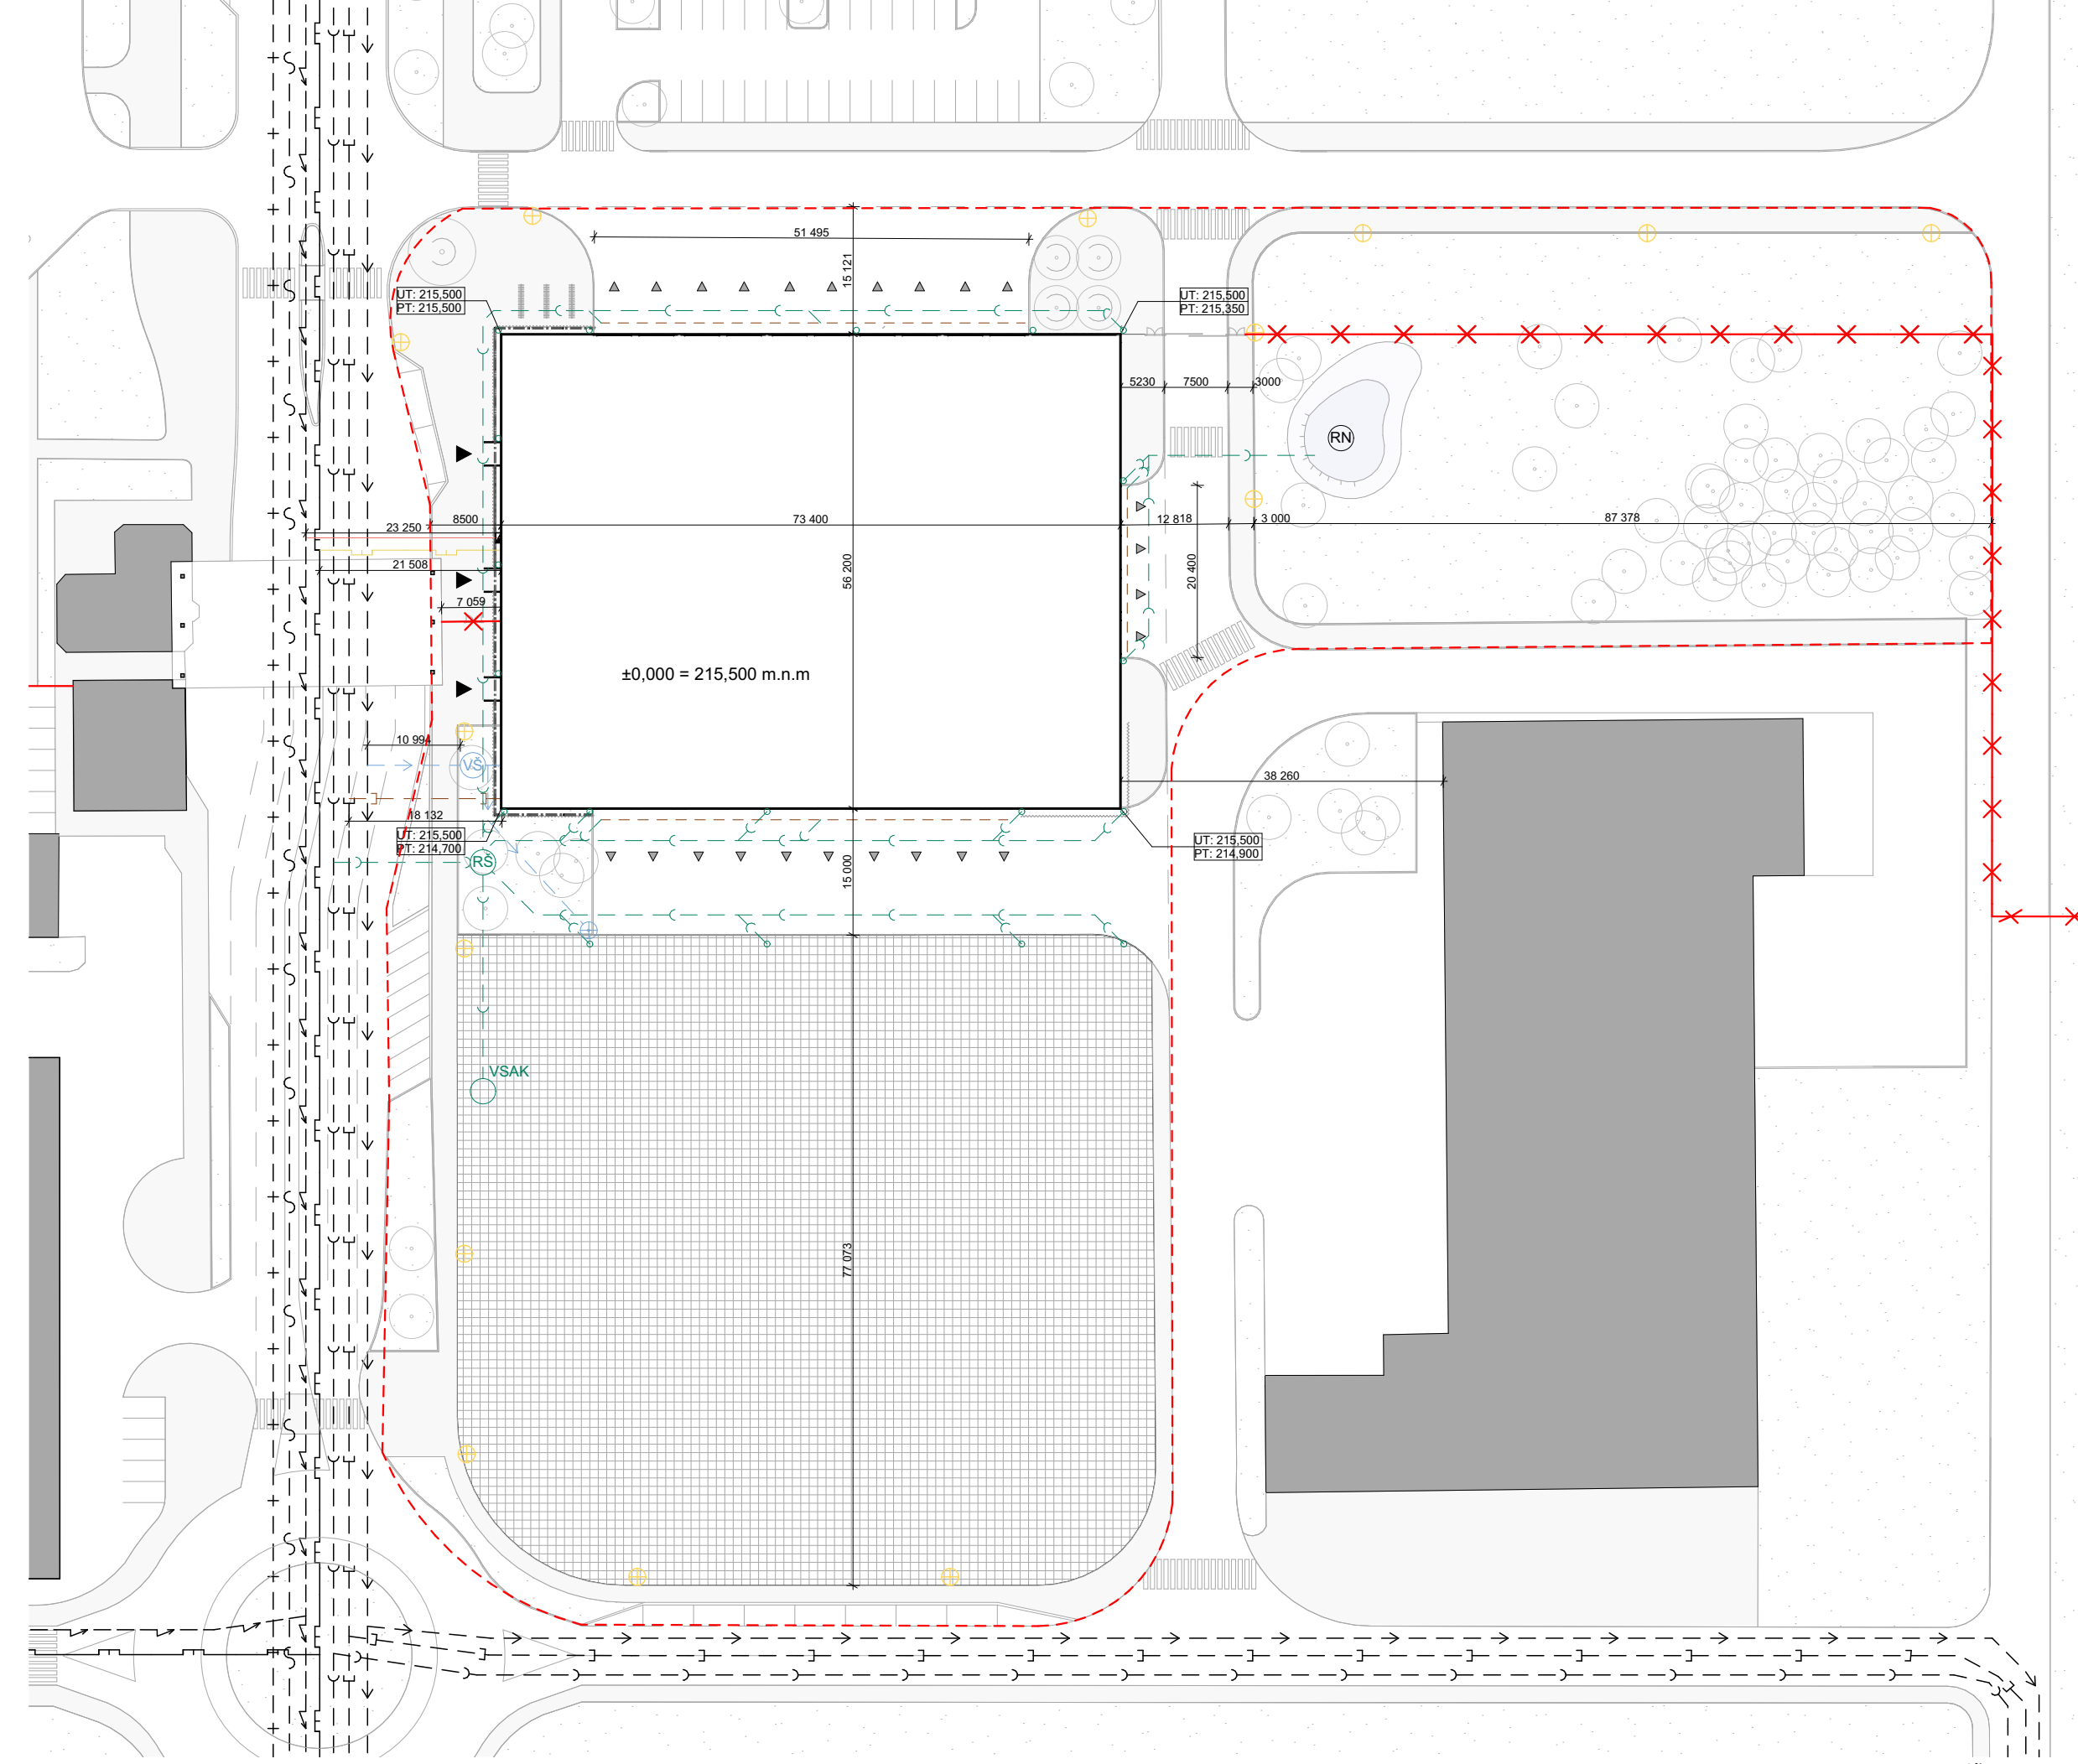 51 495
15 121
UT: 215,500
PT: 215,500
UT: 215,500
PT: 215,350
5230
7500
3000
RN
8500
73 400
12 818
3 000
87 378
23 250
21 508
56 200
20 400
7 059
±0,000 = 215,500 m.n.m
10 994
VŠ
38 260
18 132
UT: 215,500
PT: 214,700
UT: 215,500
PT: 214,900
RŠ
15 000
VSAK
77 073